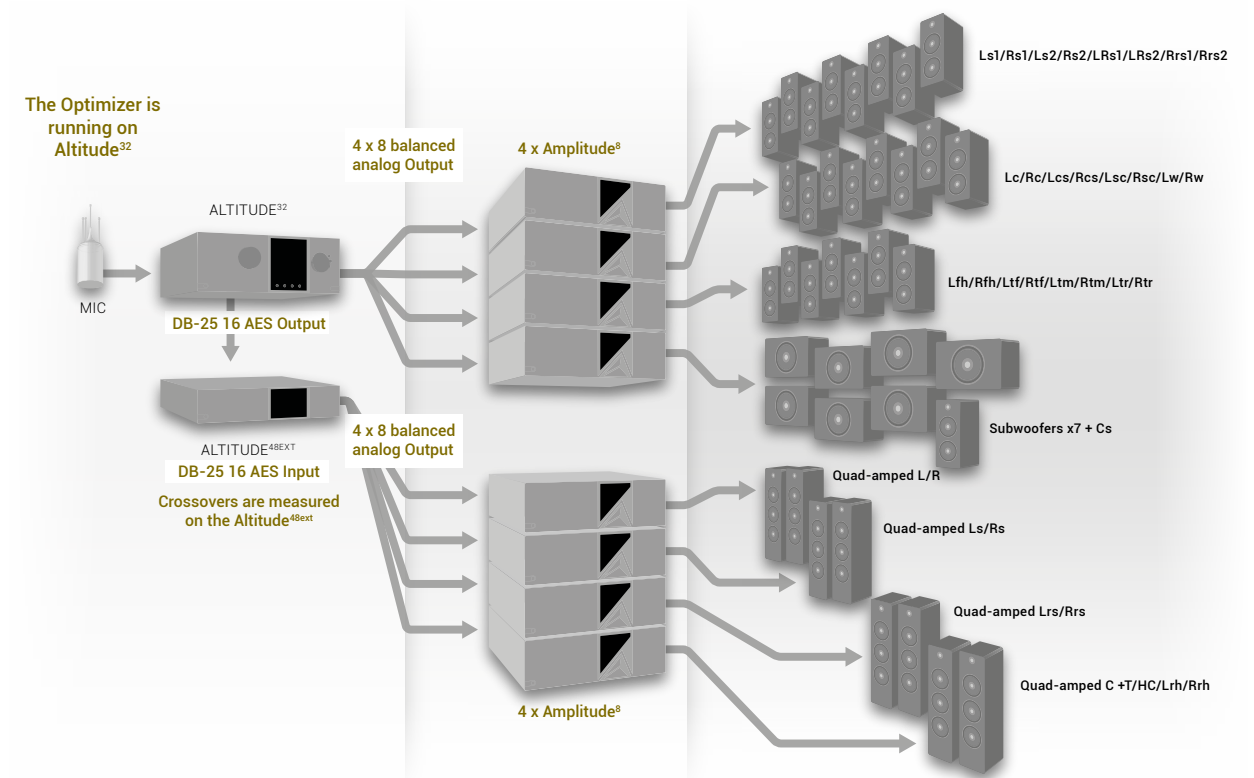 The Optimizer is
running on
Altitude³²
MIC
ALTITUDE³²
DB-25 16 AES Output
ALTITUDE⁴⁸ᴱˣᵀ
DB-25 16 AES Input
Crossovers are measured
on the Altitude⁴⁸ᵉˣᵗ
4 x 8 balanced
analog Output
4 x 8 balanced
analog Output
4 x Amplitude⁸
4 x Amplitude⁸
Ls1/Rs1/Ls2/Rs2/LRs1/LRs2/Rrs1/Rrs2
Lc/Rc/Lcs/Rcs/Lsc/Rsc/Lw/Rw
Lfh/Rfh/Ltf/Rtf/Ltm/Rtm/Ltr/Rtr
Subwoofers x7 + Cs
Quad-amped L/R
Quad-amped Ls/Rs
Quad-amped Lrs/Rrs
Quad-amped C +T/HC/Lrh/Rrh